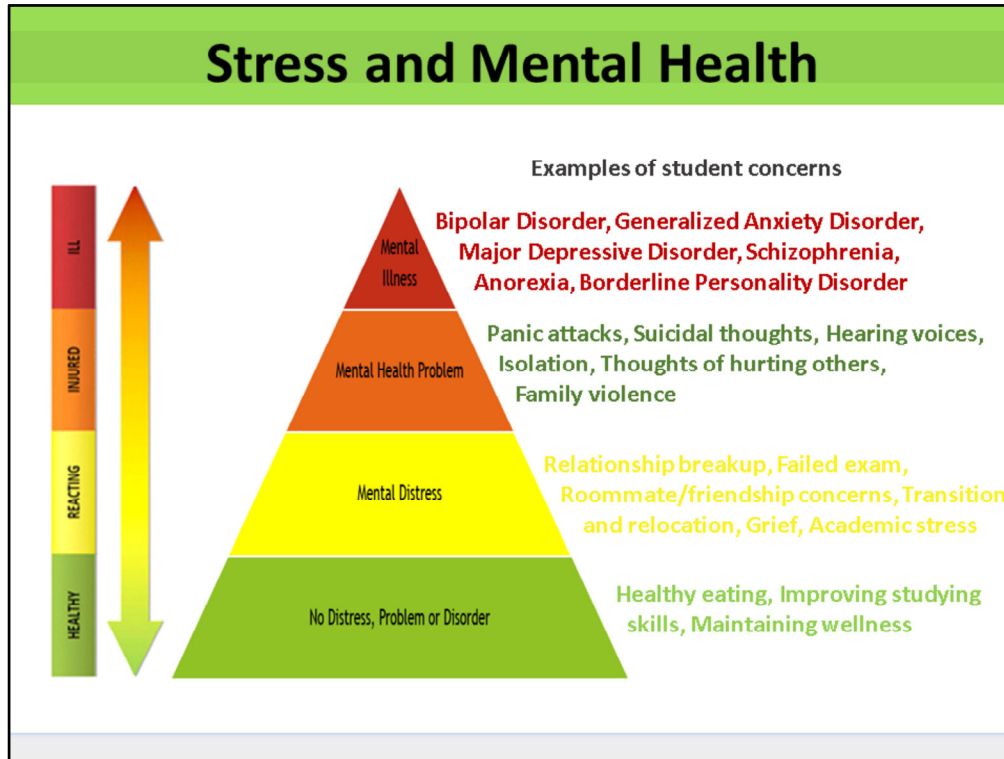 Stress and Mental Health
Examples of student concerns
ILL
Mental
Illness
Bipolar Disorder, Generalized Anxiety Disorder,
Major Depressive Disorder, Schizophrenia,
Anorexia, Borderline Personality Disorder
INJURED
Mental Health Problem
Panic attacks, Suicidal thoughts, Hearing voices,
Isolation, Thoughts of hurting others,
Family violence
REACTING
Mental Distress
Relationship breakup, Failed exam,
Roommate/friendship concerns, Transition
and relocation, Grief, Academic stress
HEALTHY
No Distress, Problem or Disorder
Healthy eating, Improving studying
skills, Maintaining wellness